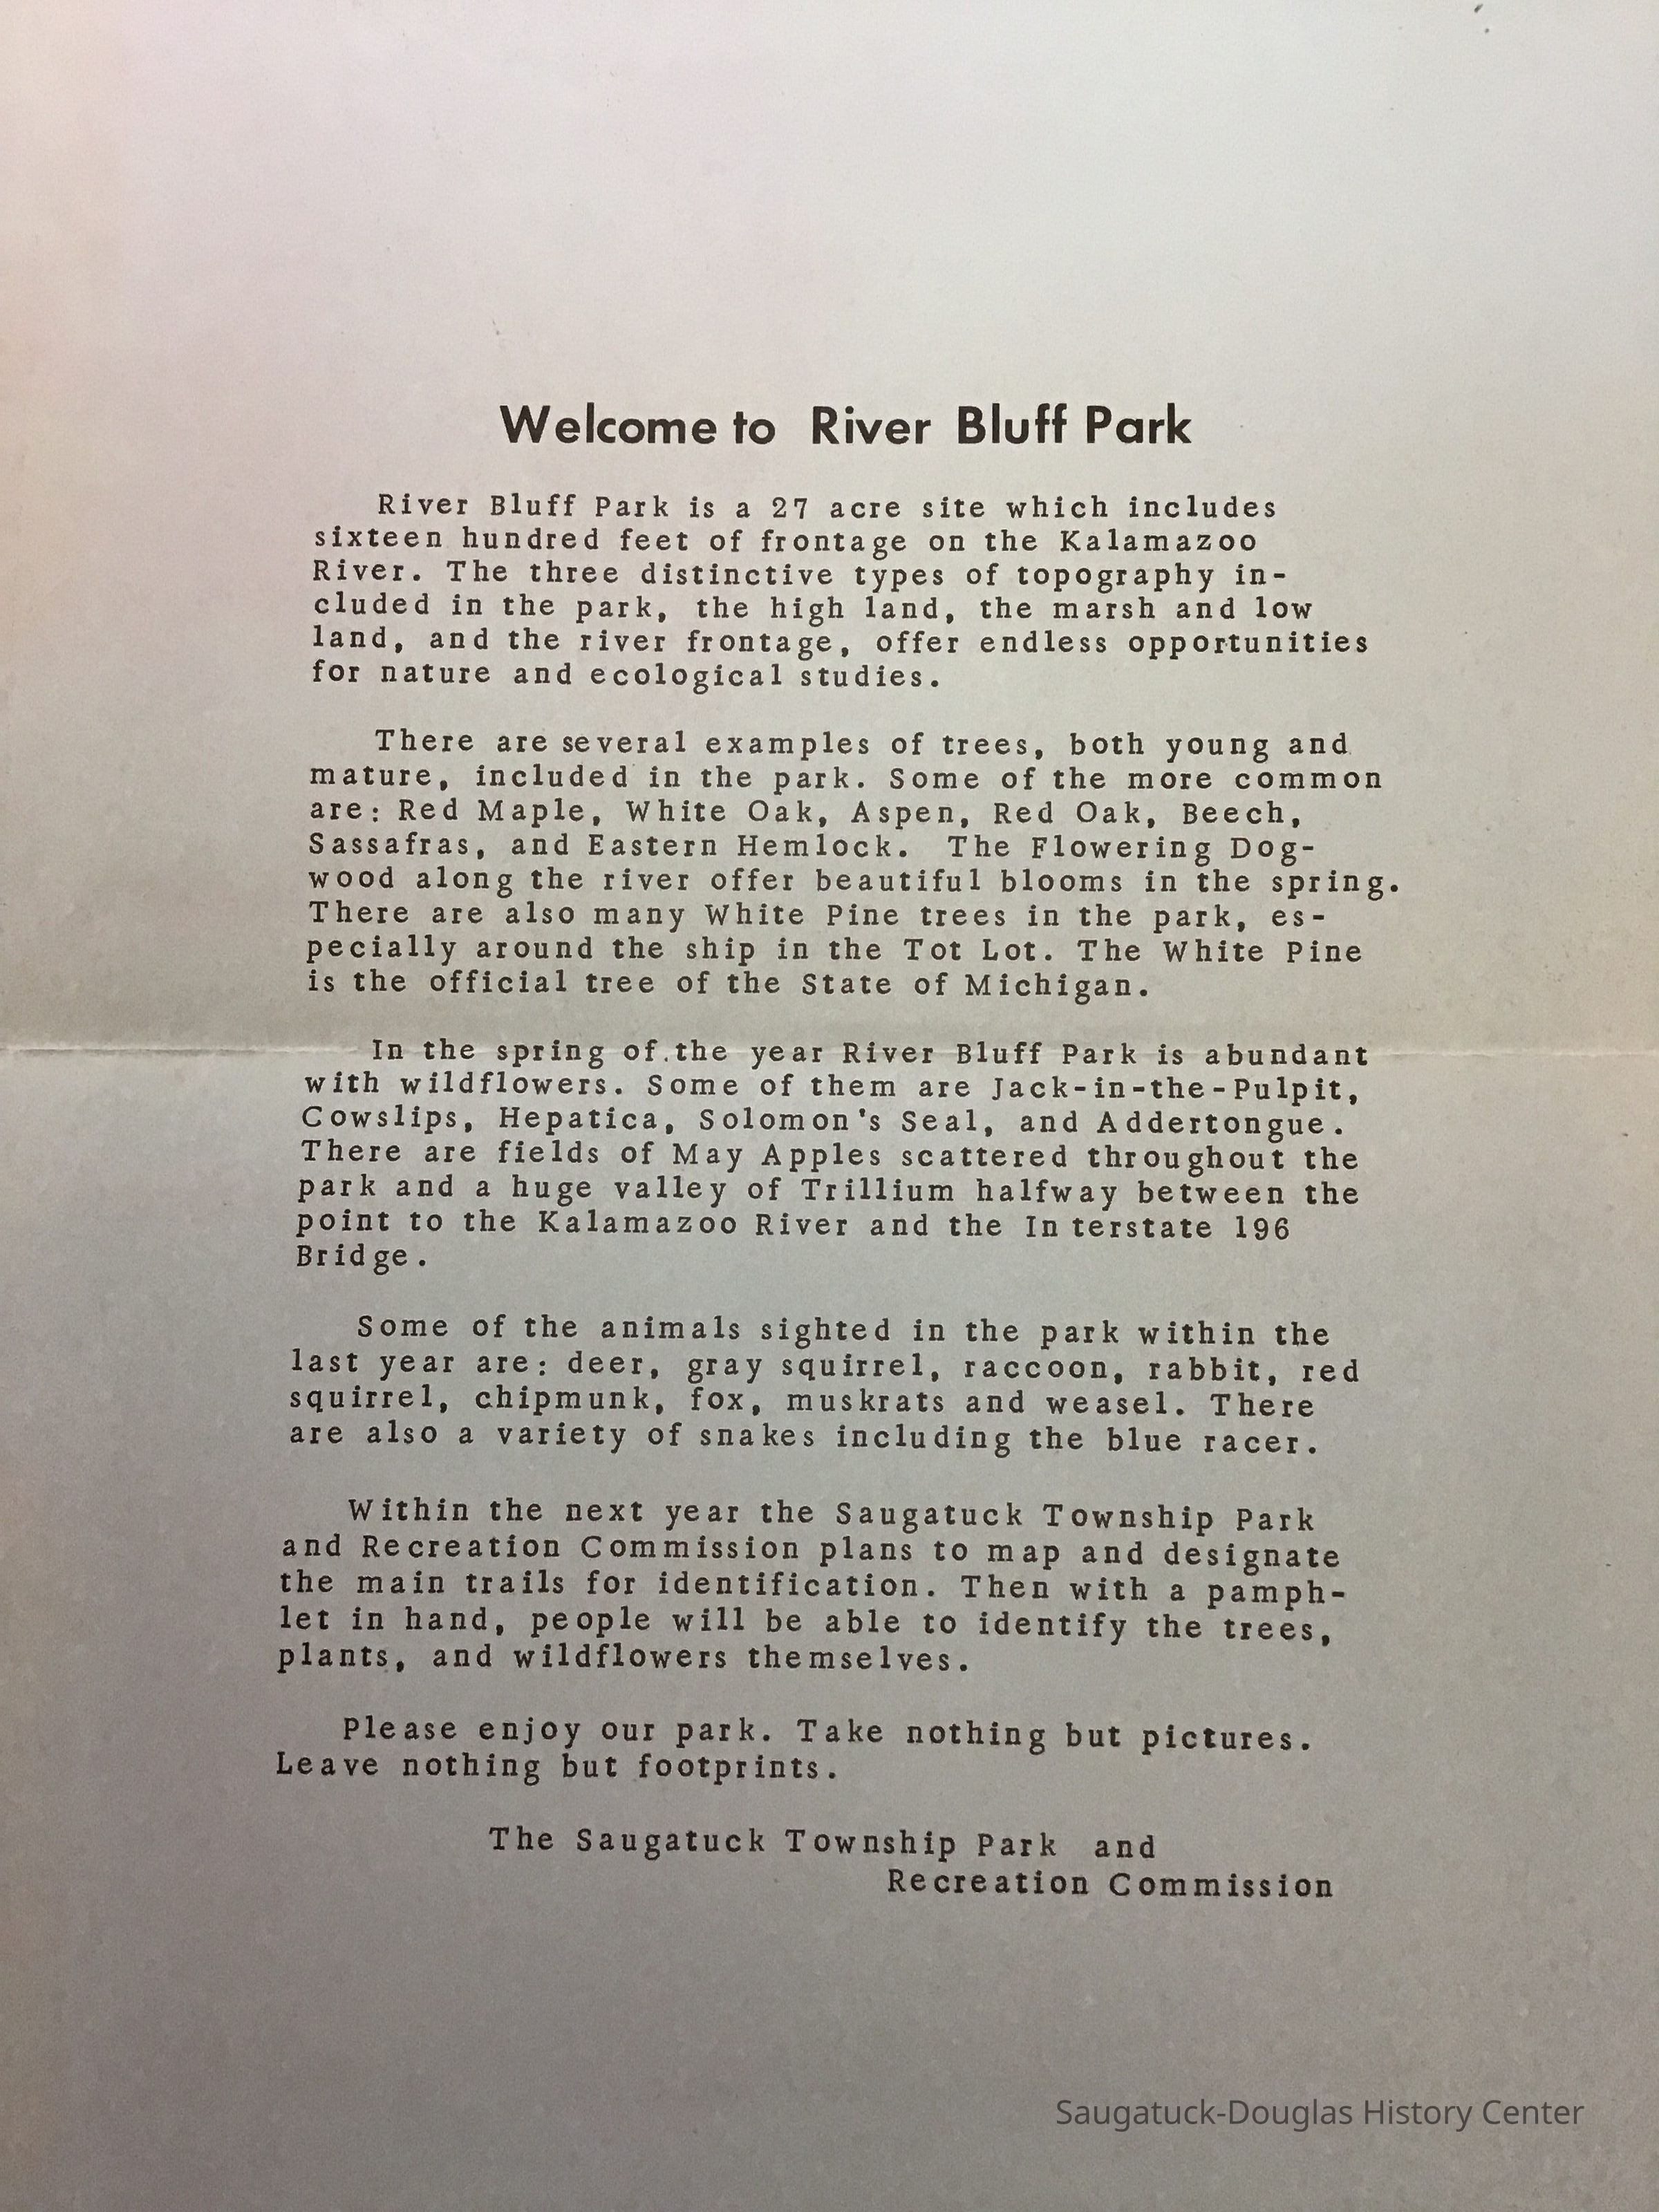 Welcome to River Bluff Park
River Bluff Park is a 27 acre site which includes
sixteen hundred feet of frontage on the Kalamazoo
River. The three distinctive types of topography in-
cluded in the park, the high land, the marsh and low
land, and the river frontage, offer endless opportunities
for nature and ecological studies.
There are several examples of trees, both young and
mature, included in the park. Some of the more common
are: Red Maple, White Oak, Aspen, Red Oak, Beech,
Sassafras, and Eastern Hemlock. The Flowering Dog-
wood along the river offer beautiful blooms in the spring.
There are also many White Pine trees in the park, es-
pecially around the ship in the Tot Lot. The White Pine
is the official tree of the State of Michigan.
In the spring of the year River Bluff Park is abundant
with wildflowers. Some of them are Jack-in-the-Pulpit,
Cowslips, Hepatica, Solomon's Seal, and Addertongue.
There are fields of May Apples scattered throughout the
park and a huge valley of Trillium halfway between the
point to the Kalamazoo River and the In terstate 196
Bridge.
Some of the animals sighted in the park within the
last year are: deer, gray squirrel, raccoon, rabbit, red
squirrel, chipmunk, fox, muskrats and weasel. There
are also a variety of snakes including the blue racer.
Within the next year the Saugatuck Township Park
and Recreation Commission plans to map and designate
the main trails for identification. Then with a pamph-
let in hand, people will be able to identify the trees,
plants, and wildflowers themselves.
Please enjoy our park. Take nothing but pictures.
Leave nothing but footprints.
The Saugatuck Township Park and
Recreation Commission
Saugatuck-Douglas History Center